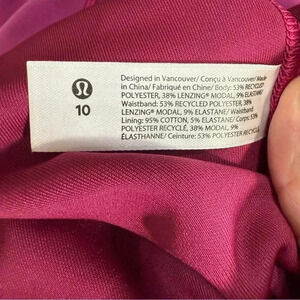 10
Designed in Vancouver/ Conçu à Vancouver/ Made
in China/ Fabriqué en Chine/ Body: 53% RECYCLED
POLYESTER, 38% LENZING® MODAL, 9% ELASTANE/
Waistband: 53% RECYCLED POLYESTER, 38%
LENZING® MODAL, 9% ELASTANE/ Waistband
Lining: 95% COTTON, 5% ELASTANE/ Corps: 53%
POLYESTER RECYCLÉ, 38% MODAL, 9%
ÉLASTHANNE/ Ceinture: 53% POLYESTER